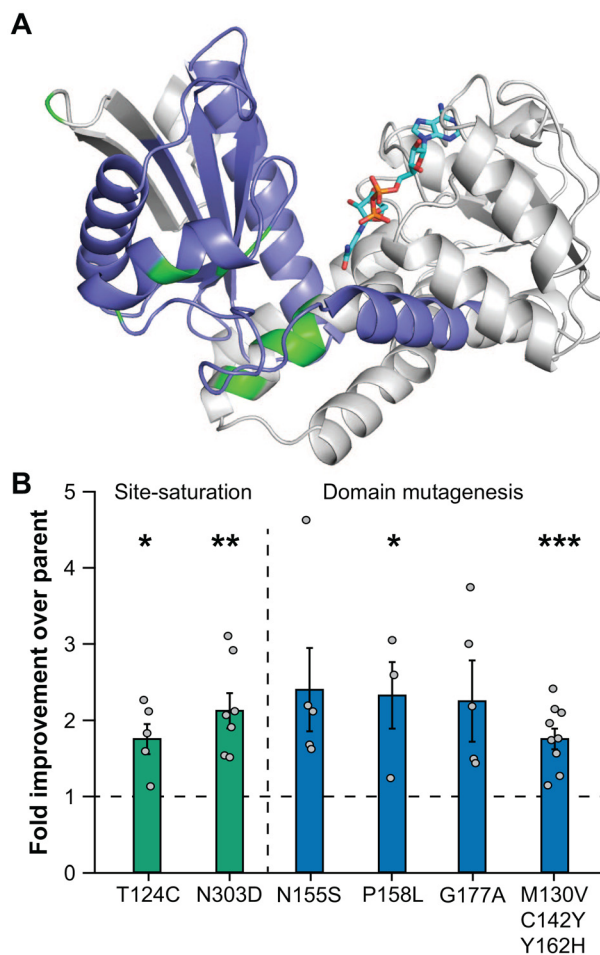 A
B
Fold improvement over parent
5
4
3
2
1
0
Site-saturation
Domain mutagenesis
*
**
*
***
T124C
N303D
N155S
P158L
G177A
M130V
C142Y
Y162H